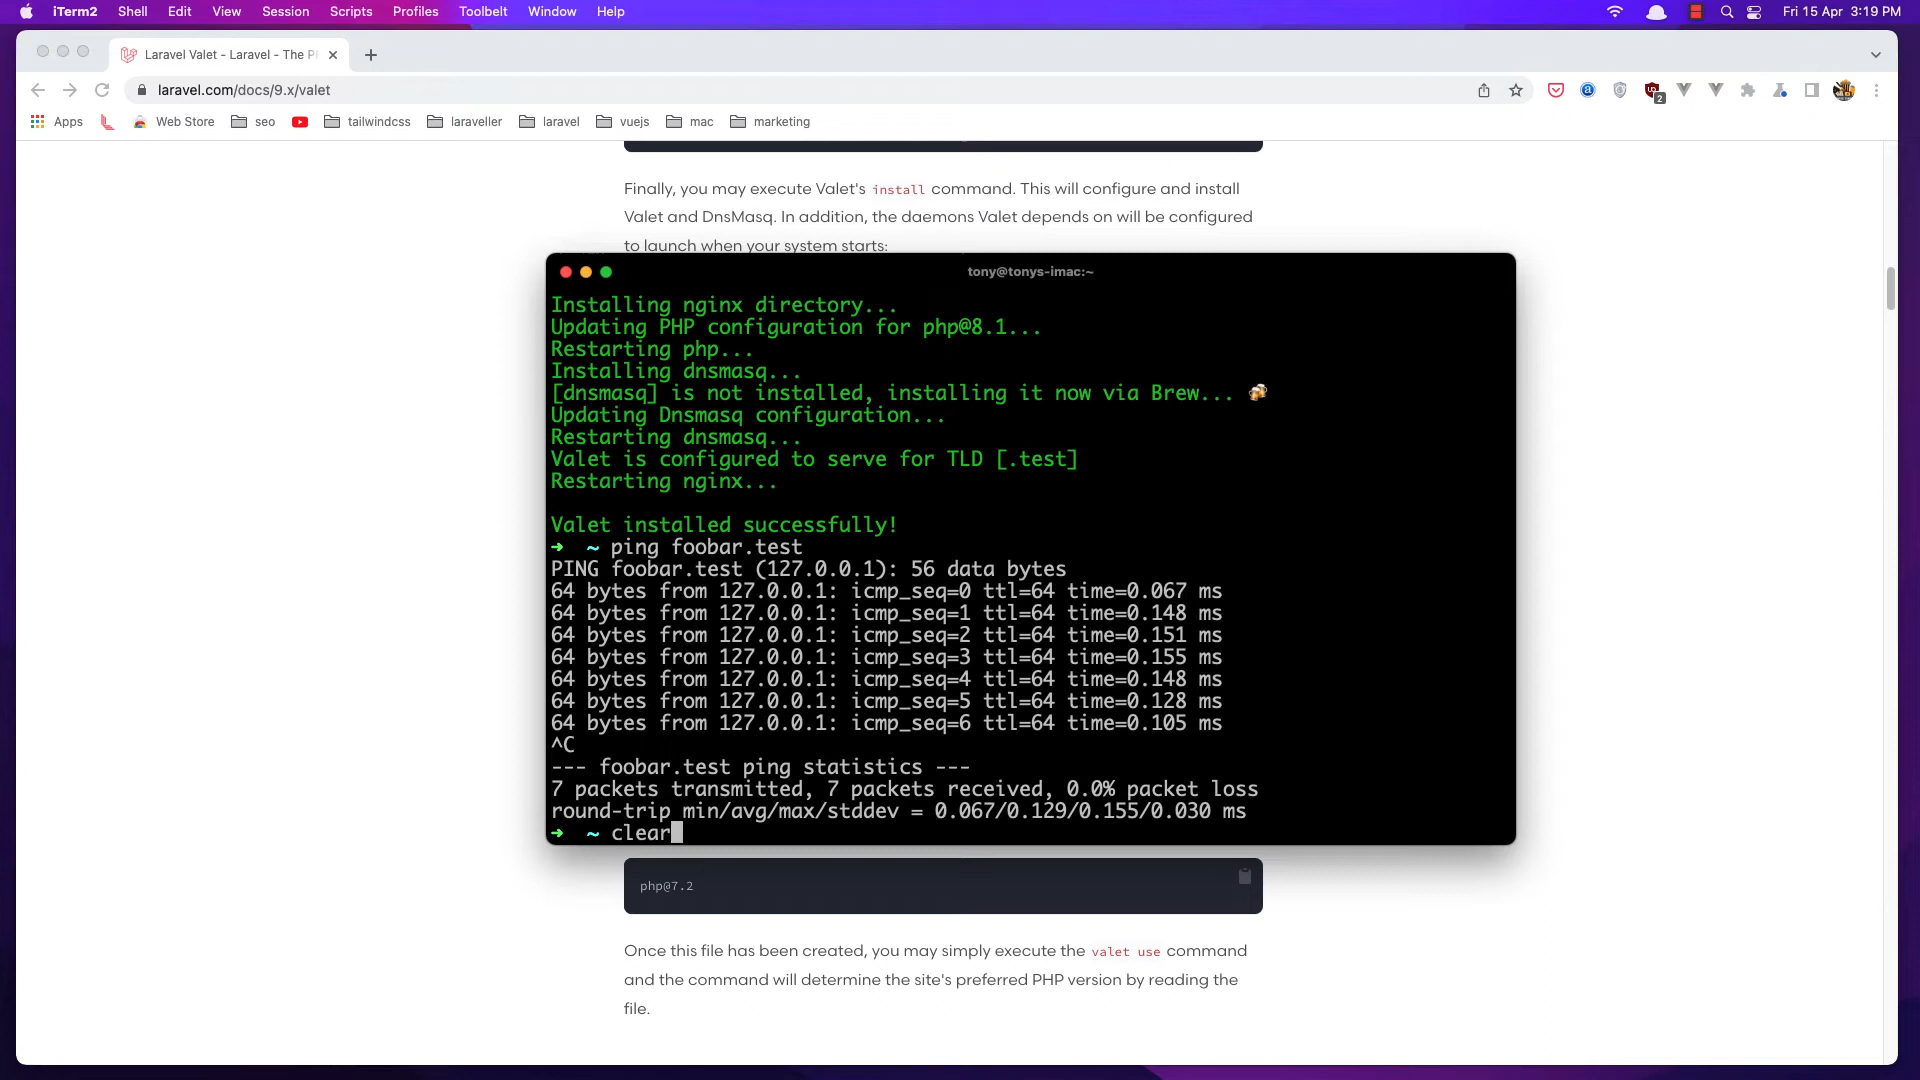 iTerm2 Shell Edit View Session Scripts Profiles Toolbelt Window Help Fri 15 Apr 3:19 PM
Laravel Valet - Laravel - The P
laravel.com/docs/9.x/valet
2
Apps Web Store seo tailwindcss laraveller laravel vuejs mac marketing
Finally, you may execute Valet's install command. This will configure and install
Valet and DnsMasq. In addition, the daemons Valet depends on will be configured
to launch when your system starts:
tony@tonys-imac:~
Installing nginx directory...
Updating PHP configuration for php@8.1...
Restarting php...
Installing dnsmasq...
[dnsmasq] is not installed, installing it now via Brew... 🍻
Updating Dnsmasq configuration...
Restarting dnsmasq...
Valet is configured to serve for TLD [.test]
Restarting nginx...
Valet installed successfully!
➜ ~ ping foobar.test
PING foobar.test (127.0.0.1): 56 data bytes
64 bytes from 127.0.0.1: icmp_seq=0 ttl=64 time=0.067 ms
64 bytes from 127.0.0.1: icmp_seq=1 ttl=64 time=0.148 ms
64 bytes from 127.0.0.1: icmp_seq=2 ttl=64 time=0.151 ms
64 bytes from 127.0.0.1: icmp_seq=3 ttl=64 time=0.155 ms
64 bytes from 127.0.0.1: icmp_seq=4 ttl=64 time=0.148 ms
64 bytes from 127.0.0.1: icmp_seq=5 ttl=64 time=0.128 ms
64 bytes from 127.0.0.1: icmp_seq=6 ttl=64 time=0.105 ms
^C
--- foobar.test ping statistics ---
7 packets transmitted, 7 packets received, 0.0% packet loss
round-trip min/avg/max/stddev = 0.067/0.129/0.155/0.030 ms
➜ ~ clear
php@7.2
Once this file has been created, you may simply execute the valet use command
and the command will determine the site's preferred PHP version by reading the
file.